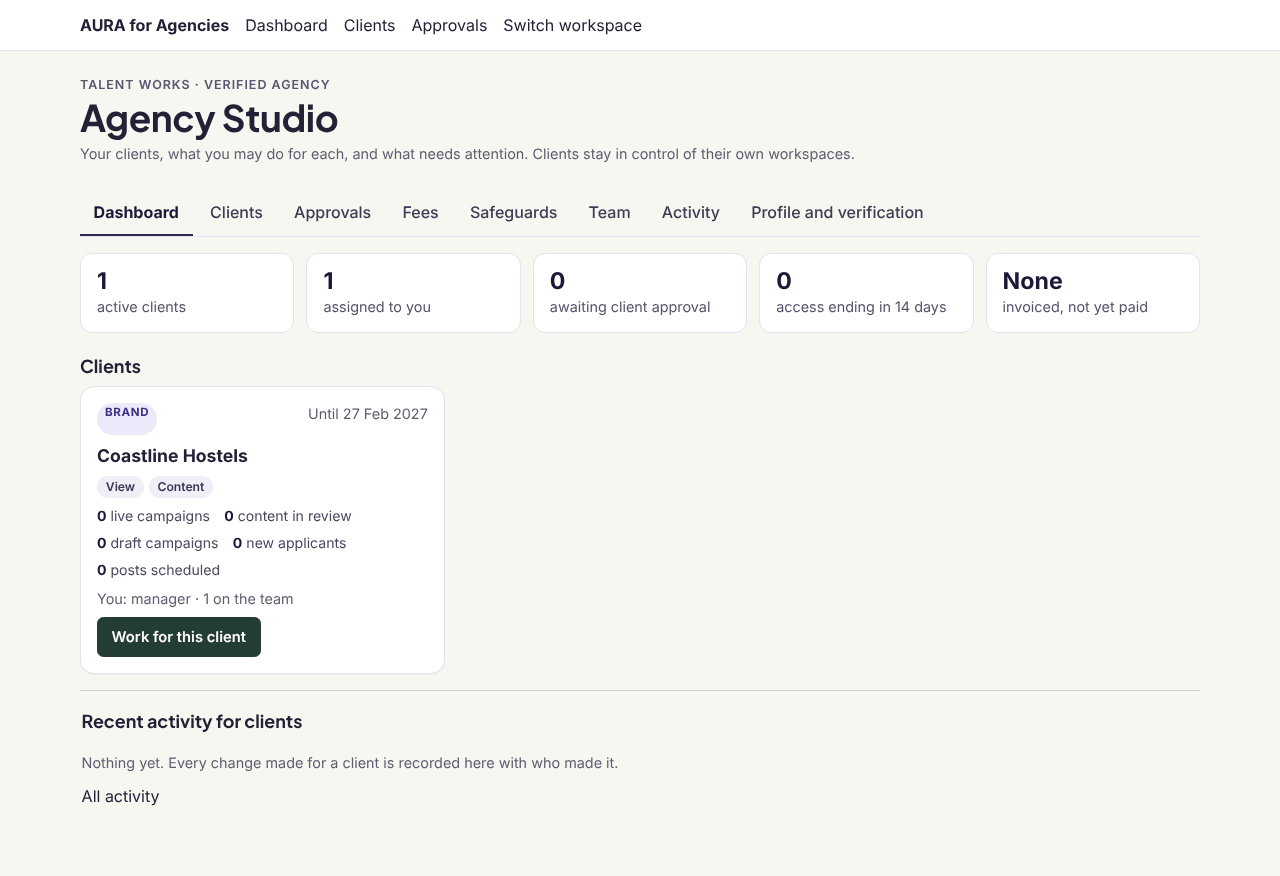 AURA for Agencies Dashboard Clients Approvals Switch workspace
TALENT WORKS · VERIFIED AGENCY
Agency Studio
Your clients, what you may do for each, and what needs attention. Clients stay in control of their own workspaces.
Dashboard Clients Approvals Fees Safeguards Team Activity Profile and verification
1 1 0 0 None
active clients assigned to you awaiting client approval access ending in 14 days invoiced, not yet paid
Clients
BRAND Until 27 Feb 2027
Coastline Hostels
View Content
0 live campaigns 0 content in review
0 draft campaigns 0 new applicants
0 posts scheduled
You: manager · 1 on the team
Work for this client
Recent activity for clients
Nothing yet. Every change made for a client is recorded here with who made it.
All activity